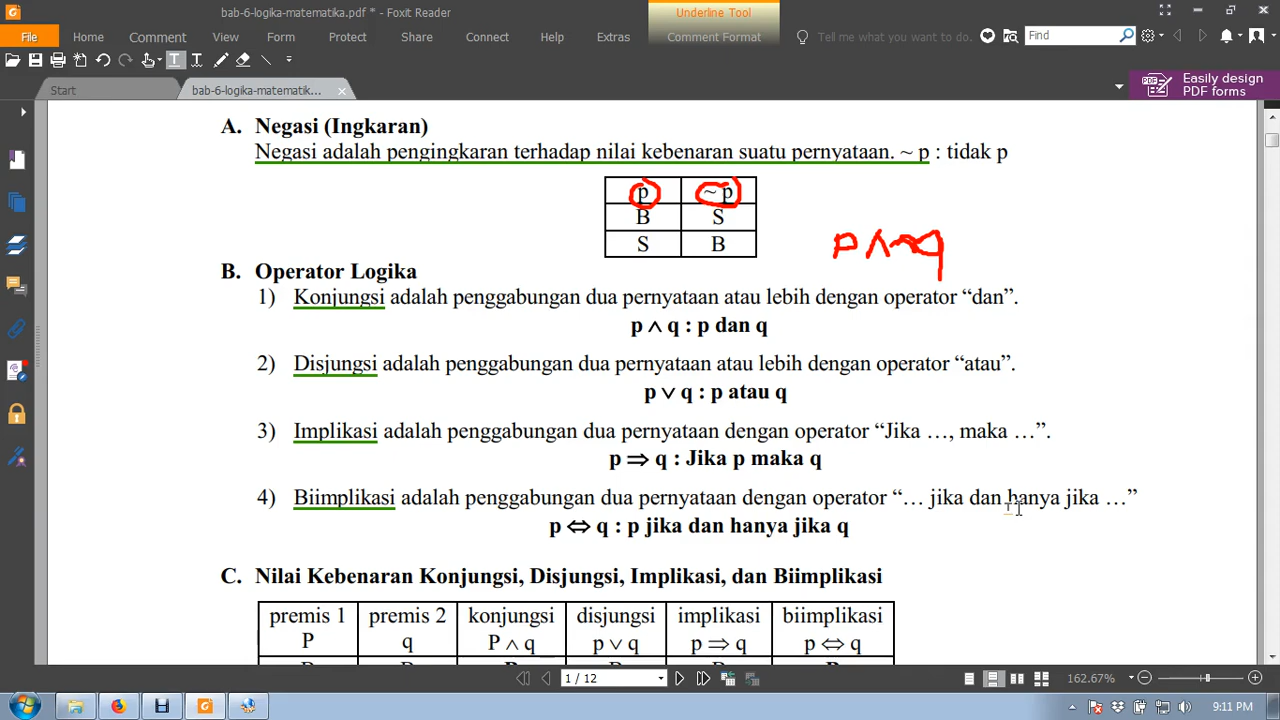 bab-6-logika-matematika.pdf * - Foxit Reader
Underline Tool
File Home Comment View Form Protect Share Connect Help Extras Comment Format Tell me what you want to do... Find
Start bab-6-logika-matematik...
Easily design
PDF forms
A. Negasi (Ingkaran)
Negasi adalah pengingkaran terhadap nilai kebenaran suatu pernyataan. ~ p : tidak p
p ~ p
B S
S B
p ∧ ~q
B. Operator Logika
1) Konjungsi adalah penggabungan dua pernyataan atau lebih dengan operator “dan”.
p ∧ q : p dan q
2) Disjungsi adalah penggabungan dua pernyataan atau lebih dengan operator “atau”.
p ∨ q : p atau q
3) Implikasi adalah penggabungan dua pernyataan dengan operator “Jika …, maka …”.
p ⇒ q : Jika p maka q
4) Biimplikasi adalah penggabungan dua pernyataan dengan operator “… jika dan hanya jika …”
p ⇔ q : p jika dan hanya jika q
C. Nilai Kebenaran Konjungsi, Disjungsi, Implikasi, dan Biimplikasi
premis 1 premis 2 konjungsi disjungsi implikasi biimplikasi
P q P ∧ q p ∨ q p ⇒ q p ⇔ q
1 / 12
162.67%
9:11 PM